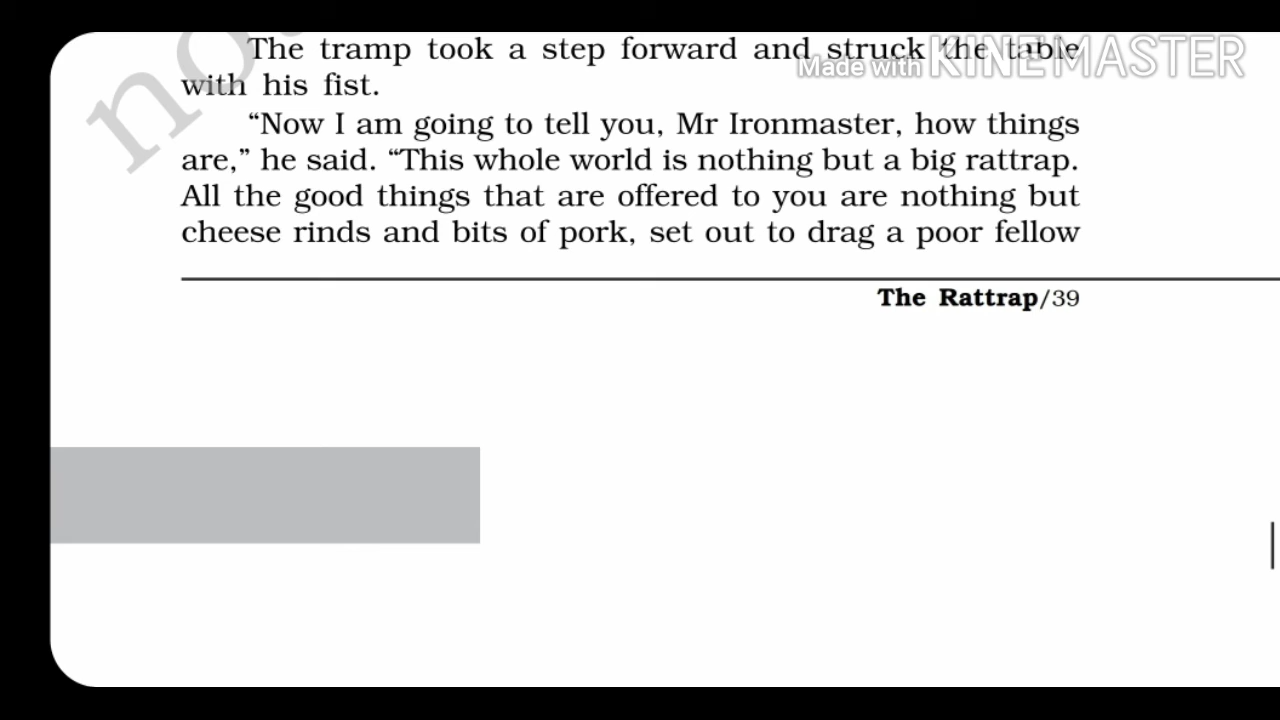 The tramp took a step forward and struck the table
Made with KINEMASTER
with his fist.
no
“Now I am going to tell you, Mr Ironmaster, how things
are,” he said. “This whole world is nothing but a big rattrap.
All the good things that are offered to you are nothing but
cheese rinds and bits of pork, set out to drag a poor fellow
The Rattrap/39